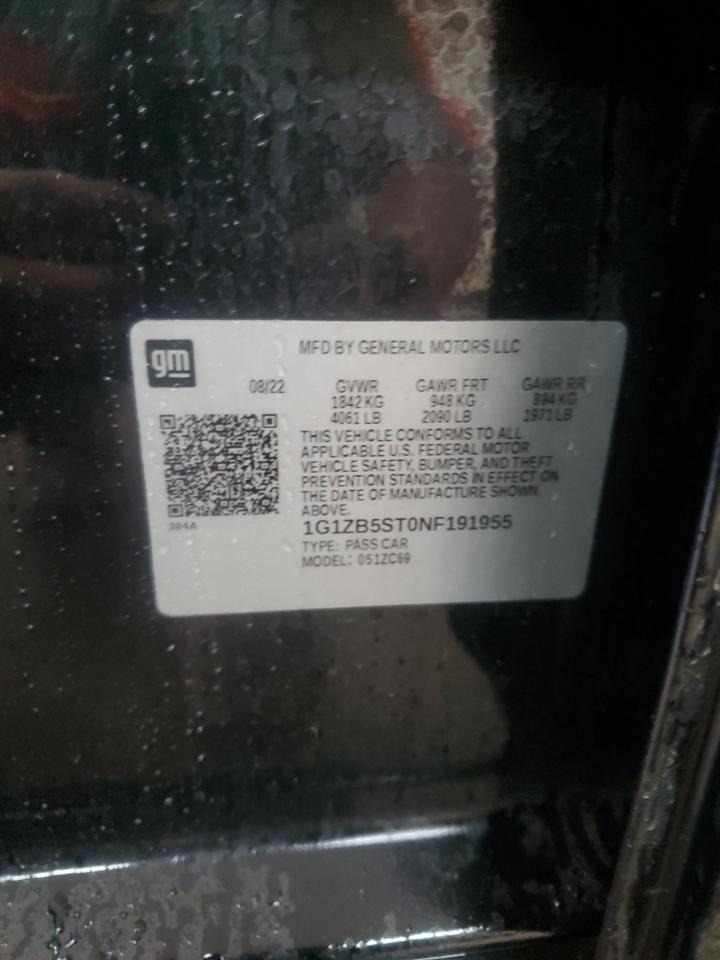 gm
MFD BY GENERAL MOTORS LLC
08/22 GVWR GAWR FRT GAWR RR
1842 KG 948 KG 894 KG
4061 LB 2090 LB 1971 LB
THIS VEHICLE CONFORMS TO ALL
APPLICABLE U.S. FEDERAL MOTOR
VEHICLE SAFETY, BUMPER, AND THEFT
PREVENTION STANDARDS IN EFFECT ON
THE DATE OF MANUFACTURE SHOWN
ABOVE.
384A
1G1ZB5ST0NF191955
TYPE: PASS CAR
MODEL: 051ZC69